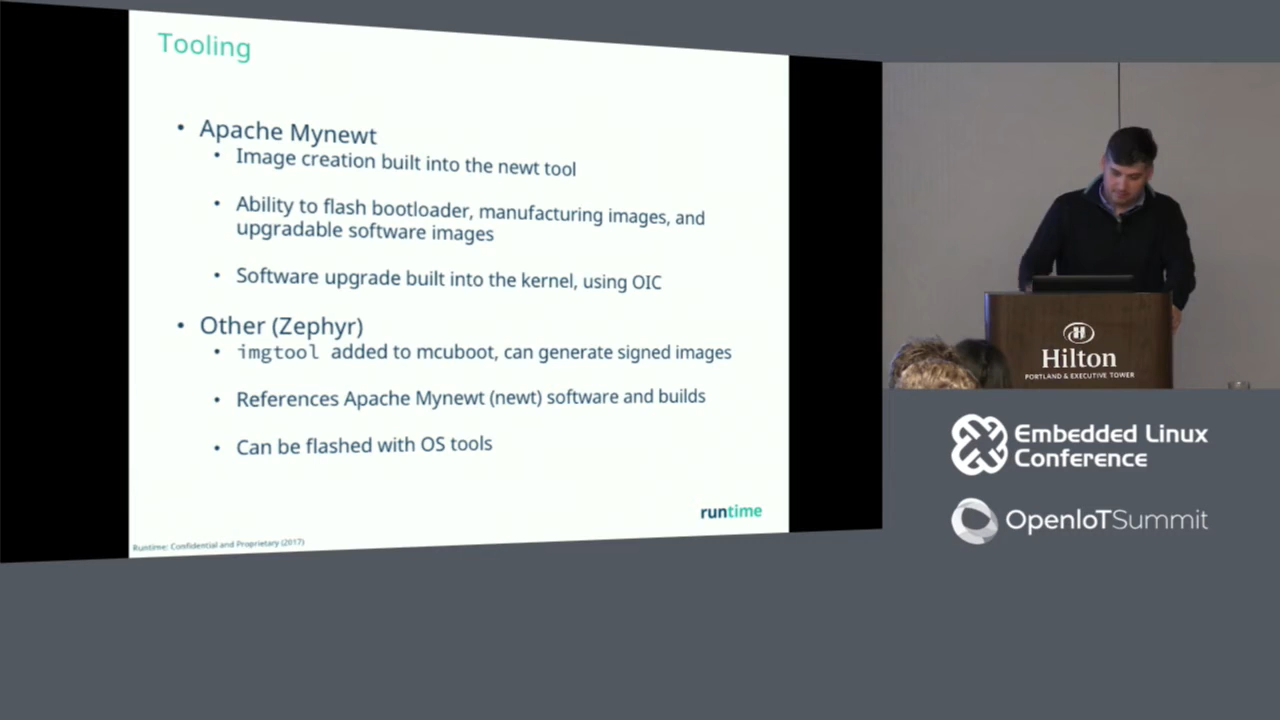 Tooling
• Apache Mynewt
• Image creation built into the newt tool
• Ability to flash bootloader, manufacturing images, and
upgradable software images
• Software upgrade built into the kernel, using OIC
• Other (Zephyr)
• imgtool added to mcuboot, can generate signed images
• References Apache Mynewt (newt) software and builds
• Can be flashed with OS tools
runtime
Runtime: Confidential and Proprietary (2017)
Hilton
PORTLAND & EXECUTIVE TOWER
Embedded Linux
Conference
OpenIoTSummit